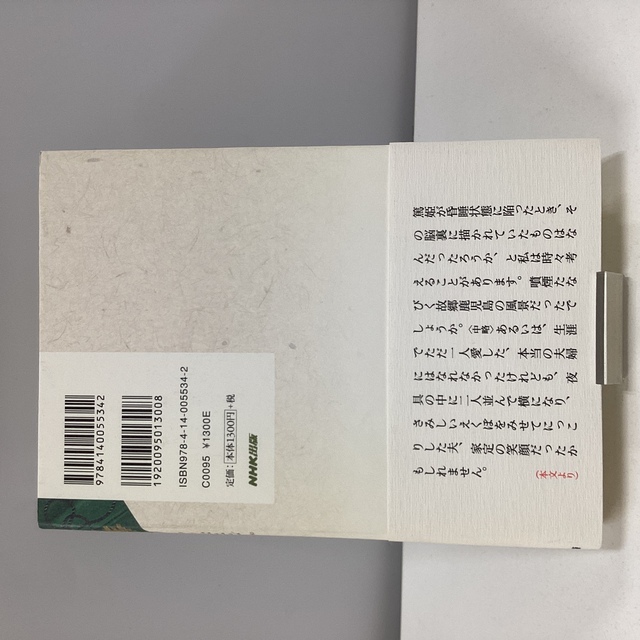 篤姫が昏睡状態に陥ったとき、そ
の脳裏に描かれていたものはな
んだったろうか、と私は時々考
えることがあります。噴煙たな
びく故郷鹿児島の風景だったで
しょうか。〈中略〉あるいは、生涯
でただ一人愛した、本当の夫婦
にはなれなかったけれども、夜
具の中に二人並んで横になり、
さみしいえくぼをみせてにっこ
りした夫、家定の笑顔だったか
もしれません。
（本文より）
9784140055342
1920095013008
ISBN978-4-14-005534-2
C0095 ¥1300E
定価：本体1300円+税
NHK出版